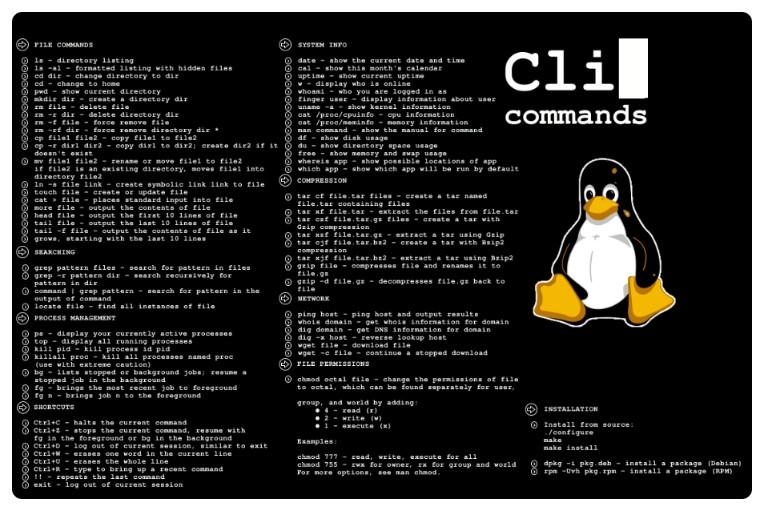 FILE COMMANDS
ls - directory listing
ls -al - formatted listing with hidden files
cd dir - change directory to dir
cd - change to home
pwd - show current directory
mkdir dir - create a directory dir
rm file - delete file
rm -r dir - delete directory dir
rm -f file - force remove file
rm -rf dir - force remove directory dir *
cp file1 file2 - copy file1 to file2
cp -r dir1 dir2 - copy dir1 to dir2; create dir2 if it
doesn't exist
mv file1 file2 - rename or move file1 to file2
if file2 is an existing directory, moves file1 into
directory file2
ln -s file link - create symbolic link link to file
touch file - create or update file
cat > file - places standard input into file
more file - output the contents of file
head file - output the first 10 lines of file
tail file - output the last 10 lines of file
tail -f file - output the contents of file as it
grows, starting with the last 10 lines
SEARCHING
grep pattern files - search for pattern in files
grep -r pattern dir - search recursively for
pattern in dir
command | grep pattern - search for pattern in the
output of command
locate file - find all instances of file
PROCESS MANAGEMENT
ps - display your currently active processes
top - display all running processes
kill pid - kill process id pid
killall proc - kill all processes named proc
(use with extreme caution)
bg - lists stopped or background jobs; resume a
stopped job in the background
fg - brings the most recent job to foreground
fg n - brings job n to the foreground
SHORTCUTS
Ctrl+C - halts the current command
Ctrl+Z - stops the current command, resume with
fg in the foreground or bg in the background
Ctrl+D - log out of current session, similar to exit
Ctrl+W - erases one word in the current line
Ctrl+U - erases the whole line
Ctrl+R - type to bring up a recent command
!! - repeats the last command
exit - log out of current session
SYSTEM INFO
date - show the current date and time
cal - show this month's calendar
uptime - show current uptime
w - display who is online
whoami - who you are logged in as
finger user - display information about user
uname -a - show kernel information
cat /proc/cpuinfo - cpu information
cat /proc/meminfo - memory information
man command - show the manual for command
df - show disk usage
du - show directory space usage
free - show memory and swap usage
whereis app - show possible locations of app
which app - show which app will be run by default
COMPRESSION
tar cf file.tar files - create a tar named
file.tar containing files
tar xf file.tar - extract the files from file.tar
tar czf file.tar.gz files - create a tar with
Gzip compression
tar xzf file.tar.gz - extract a tar using Gzip
tar cjf file.tar.bz2 - create a tar with Bzip2
compression
tar xjf file.tar.bz2 - extract a tar using Bzip2
gzip file - compresses file and renames it to
file.gz
gzip -d file.gz - decompresses file.gz back to
file
NETWORK
ping host - ping host and output results
whois domain - get whois information for domain
dig domain - get DNS information for domain
dig -x host - reverse lookup host
wget file - download file
wget -c file - continue a stopped download
FILE PERMISSIONS
chmod octal file - change the permissions of file
to octal, which can be found separately for user,
group, and world by adding:
● 4 - read (r)
● 2 - write (w)
● 1 - execute (x)
Examples:
chmod 777 - read, write, execute for all
chmod 755 - rwx for owner, rx for group and world
For more options, see man chmod.
Cli
commands
INSTALLATION
Install from source:
./configure
make
make install
dpkg -i pkg.deb - install a package (Debian)
rpm -Uvh pkg.rpm - install a package (RPM)